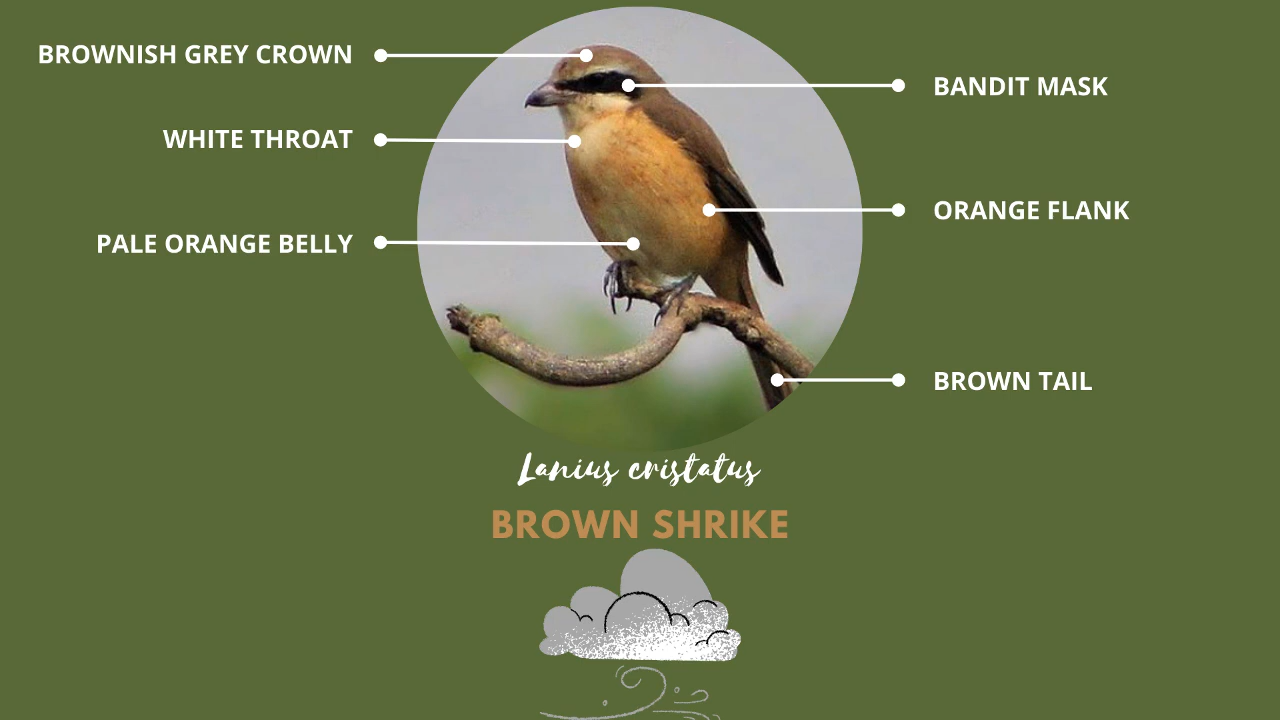 BROWNISH GREY CROWN
BANDIT MASK
WHITE THROAT
ORANGE FLANK
PALE ORANGE BELLY
BROWN TAIL
Lanius cristatus
BROWN SHRIKE